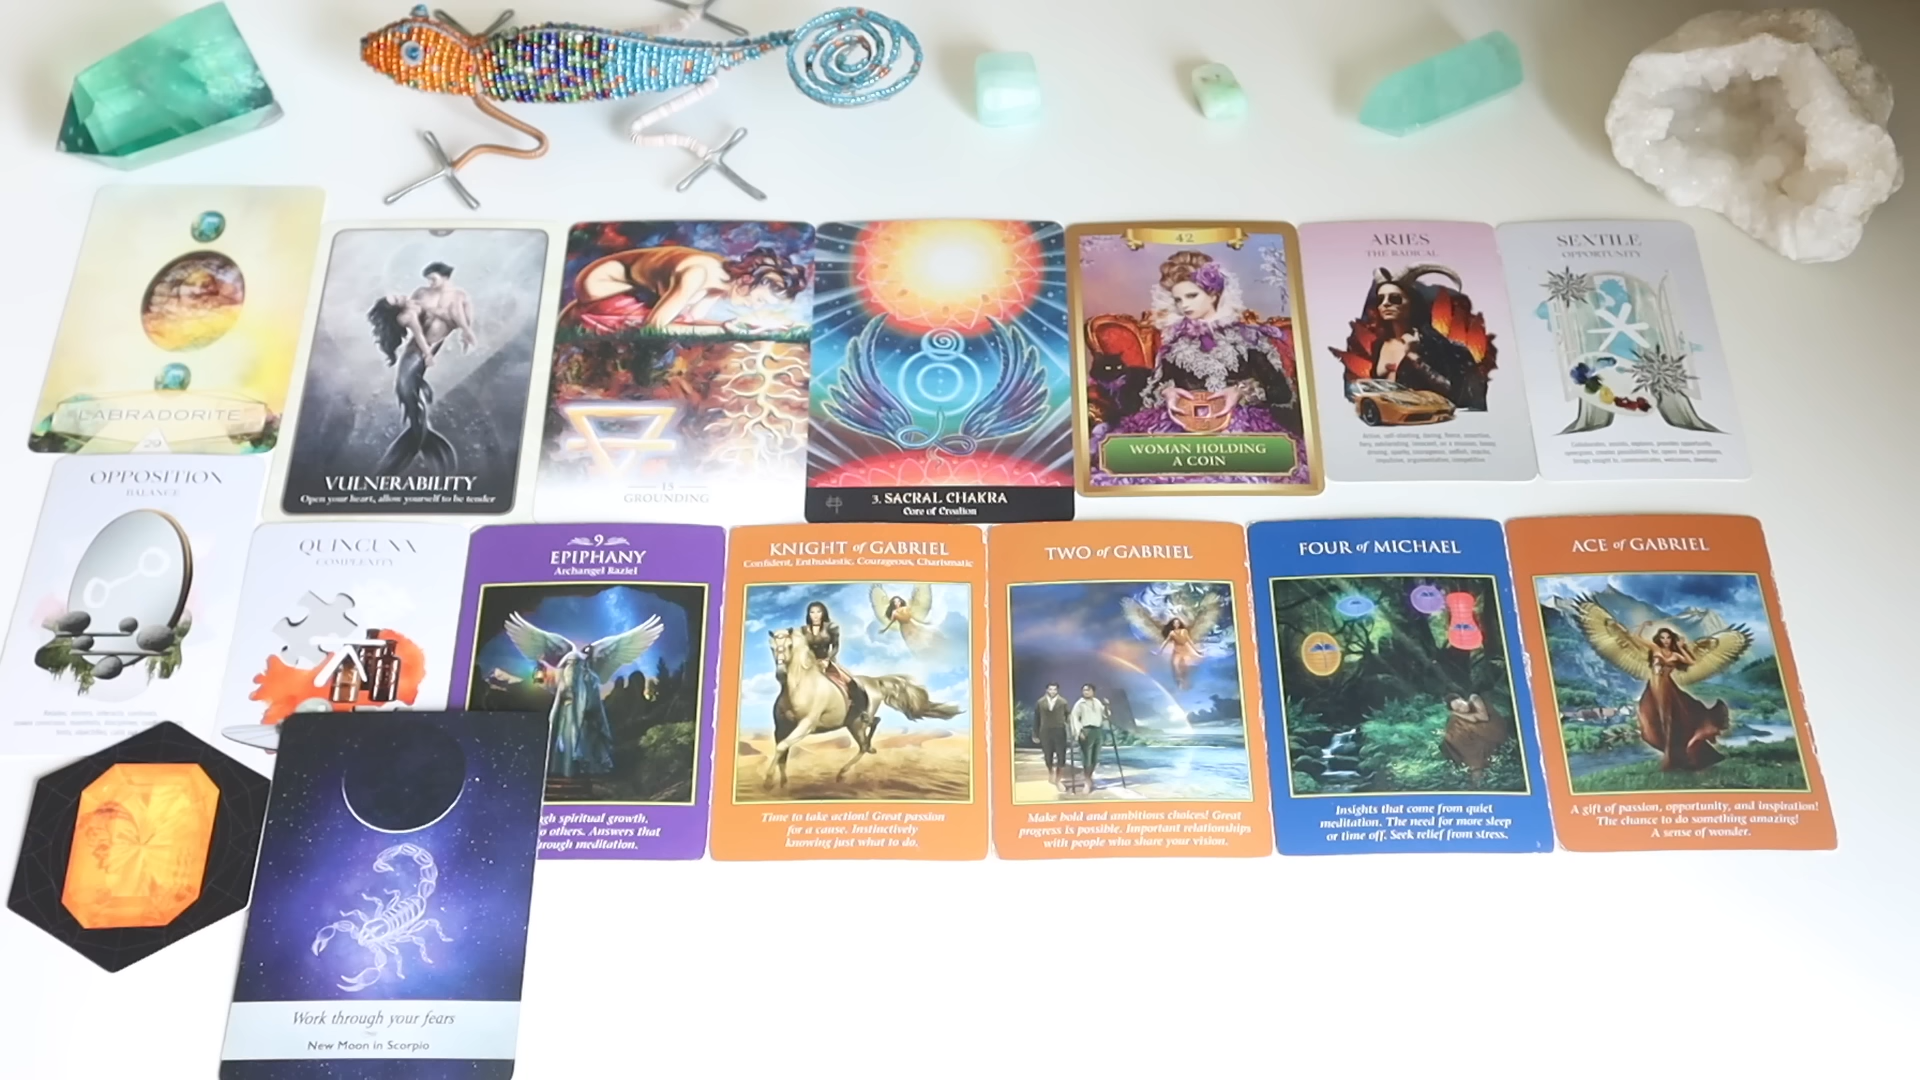 LABRADORITE
29
VULNERABILITY
Open your heart, allow yourself to be tender
13
GROUNDING
3. SACRAL CHAKRA
Core of Creation
42
WOMAN HOLDING
A COIN
ARIES
THE RADICAL
SEXTILE
OPPORTUNITY
OPPOSITION
BALANCE
QUINCUNX
COMPLEXITY
9
EPIPHANY
Archangel Raziel
gh spiritual growth,
o others. Answers that
rough meditation.
KNIGHT of GABRIEL
Confident, Enthusiastic, Courageous, Charismatic
Time to take action! Great passion
for a cause. Instinctively
knowing just what to do.
TWO of GABRIEL
Make bold and ambitious choices! Great
progress is possible. Important relationships
with people who share your vision.
FOUR of MICHAEL
Insights that come from quiet
meditation. The need for more sleep
or time off. Seek relief from stress.
ACE of GABRIEL
A gift of passion, opportunity, and inspiration!
The chance to do something amazing!
A sense of wonder.
Work through your fears
New Moon in Scorpio